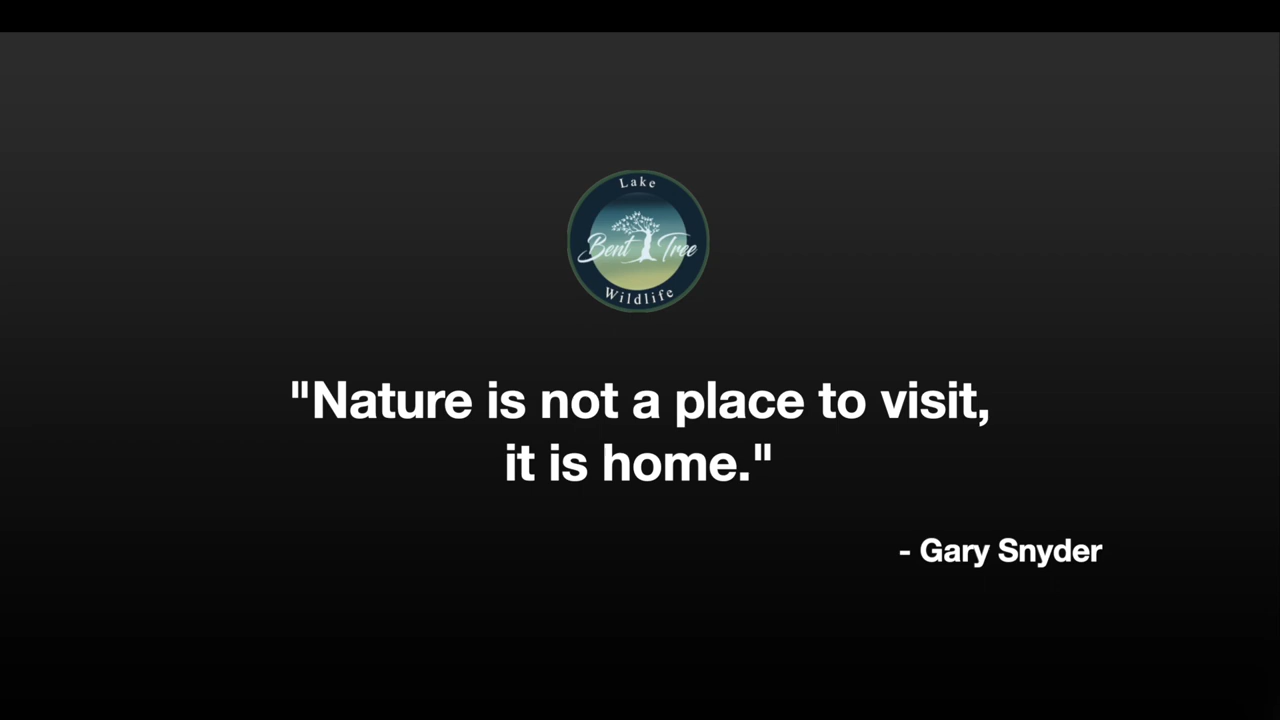 Lake
Bent Tree
Wildlife
"Nature is not a place to visit,
it is home."
- Gary Snyder